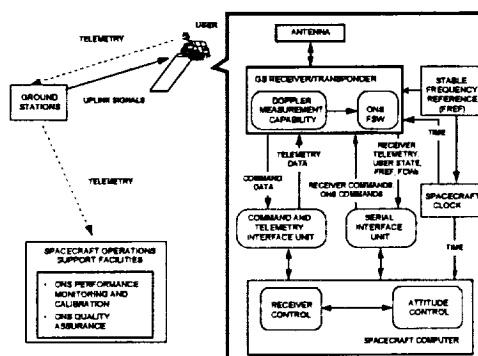 TELEMETRY
USER
GROUND
STATIONS
UPLINK SIGNALS
TELEMETRY
SPACECRAFT OPERATIONS
SUPPORT FACILITIES
• ONS PERFORMANCE
MONITORING AND
CALIBRATION
• ONS QUALITY
ASSURANCE
ANTENNA
GS RECEIVER/TRANSPONDER
DOPPLER
MEASUREMENT
CAPABILITY
ONS
FSW
STABLE
FREQUENCY
REFERENCE
(FREF)
TIME
COMMAND
DATA
TELEMETRY
DATA
RECEIVER COMMANDS,
ONS COMMANDS
RECEIVER
TELEMETRY,
USER STATE,
FREF, FCNs
SPACECRAFT
CLOCK
COMMAND AND
TELEMETRY
INTERFACE UNIT
SERIAL
INTERFACE
UNIT
TIME
RECEIVER
CONTROL
ATTITUDE
CONTROL
SPACECRAFT COMPUTER